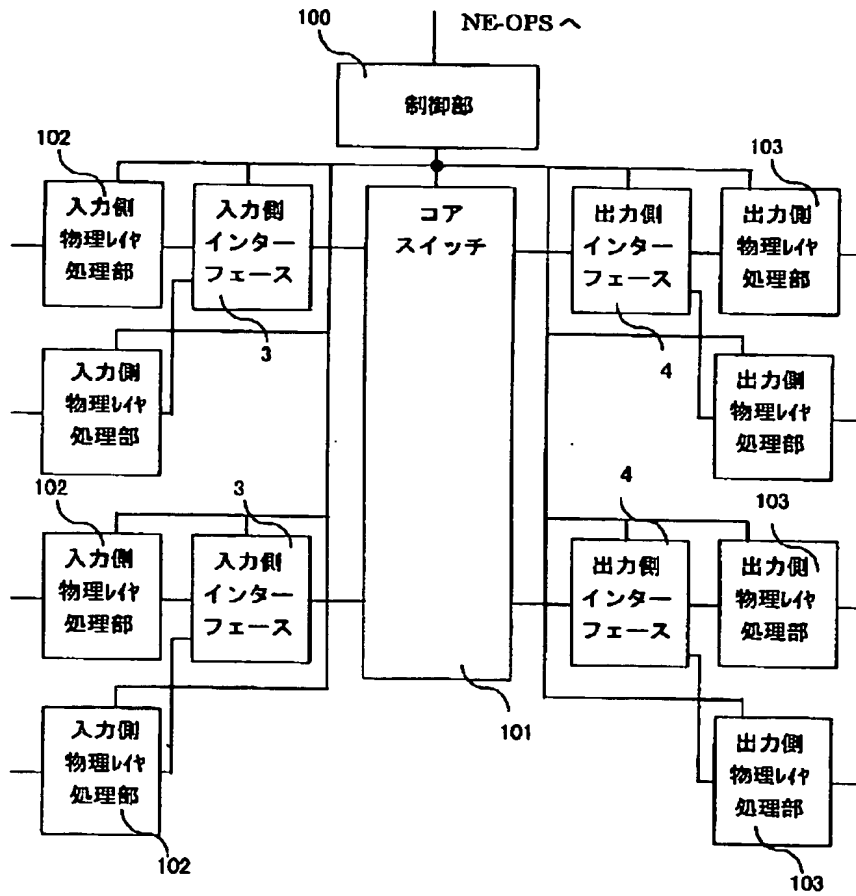 100
NE-OPS へ
制御部
102
入力側
物理レイヤ
処理部
入力側
インター
フェース
3
コア
スイッチ
出力側
インター
フェース
4
103
出力側
物理レイヤ
処理部
入力側
物理レイヤ
処理部
出力側
物理レイヤ
処理部
102
入力側
物理レイヤ
処理部
3
入力側
インター
フェース
4
出力側
インター
フェース
103
出力側
物理レイヤ
処理部
101
入力側
物理レイヤ
処理部
102
出力側
物理レイヤ
処理部
103